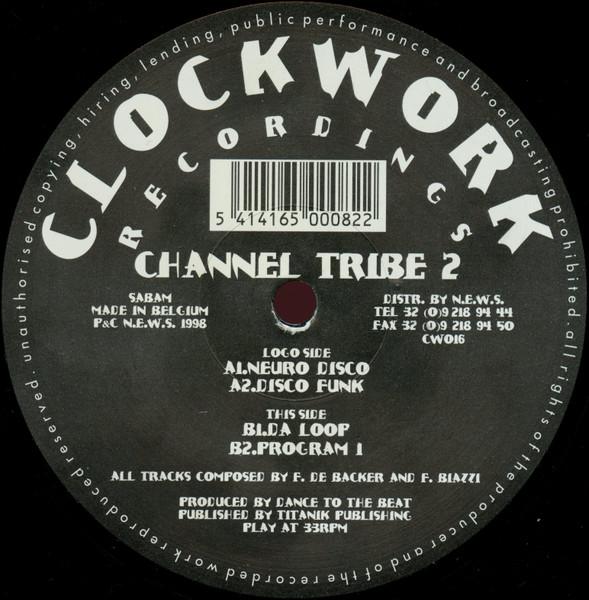 unauthorised copying, hiring, lending, public performance and broadcasting prohibited. all rights of the producer and of the recorded work reproduced reserved.
CLOCKWORK
RECORDINGS
5 414165 000822
CHANNEL TRIBE 2
SABAM
MADE IN BELGIUM
P&C N.E.W.S. 1998
DISTR. BY N.E.W.S.
TEL 32 (0)9 218 94 44
FAX 32 (0)9 218 94 50
CW016
LOGO SIDE
A1.NEURO DISCO
A2.DISCO FUNK
THIS SIDE
B1.DA LOOP
B2.PROGRAM 1
ALL TRACKS COMPOSED BY F. DE BACKER AND F. BIAZZI
PRODUCED BY DANCE TO THE BEAT
PUBLISHED BY TITANIK PUBLISHING
PLAY AT 33RPM